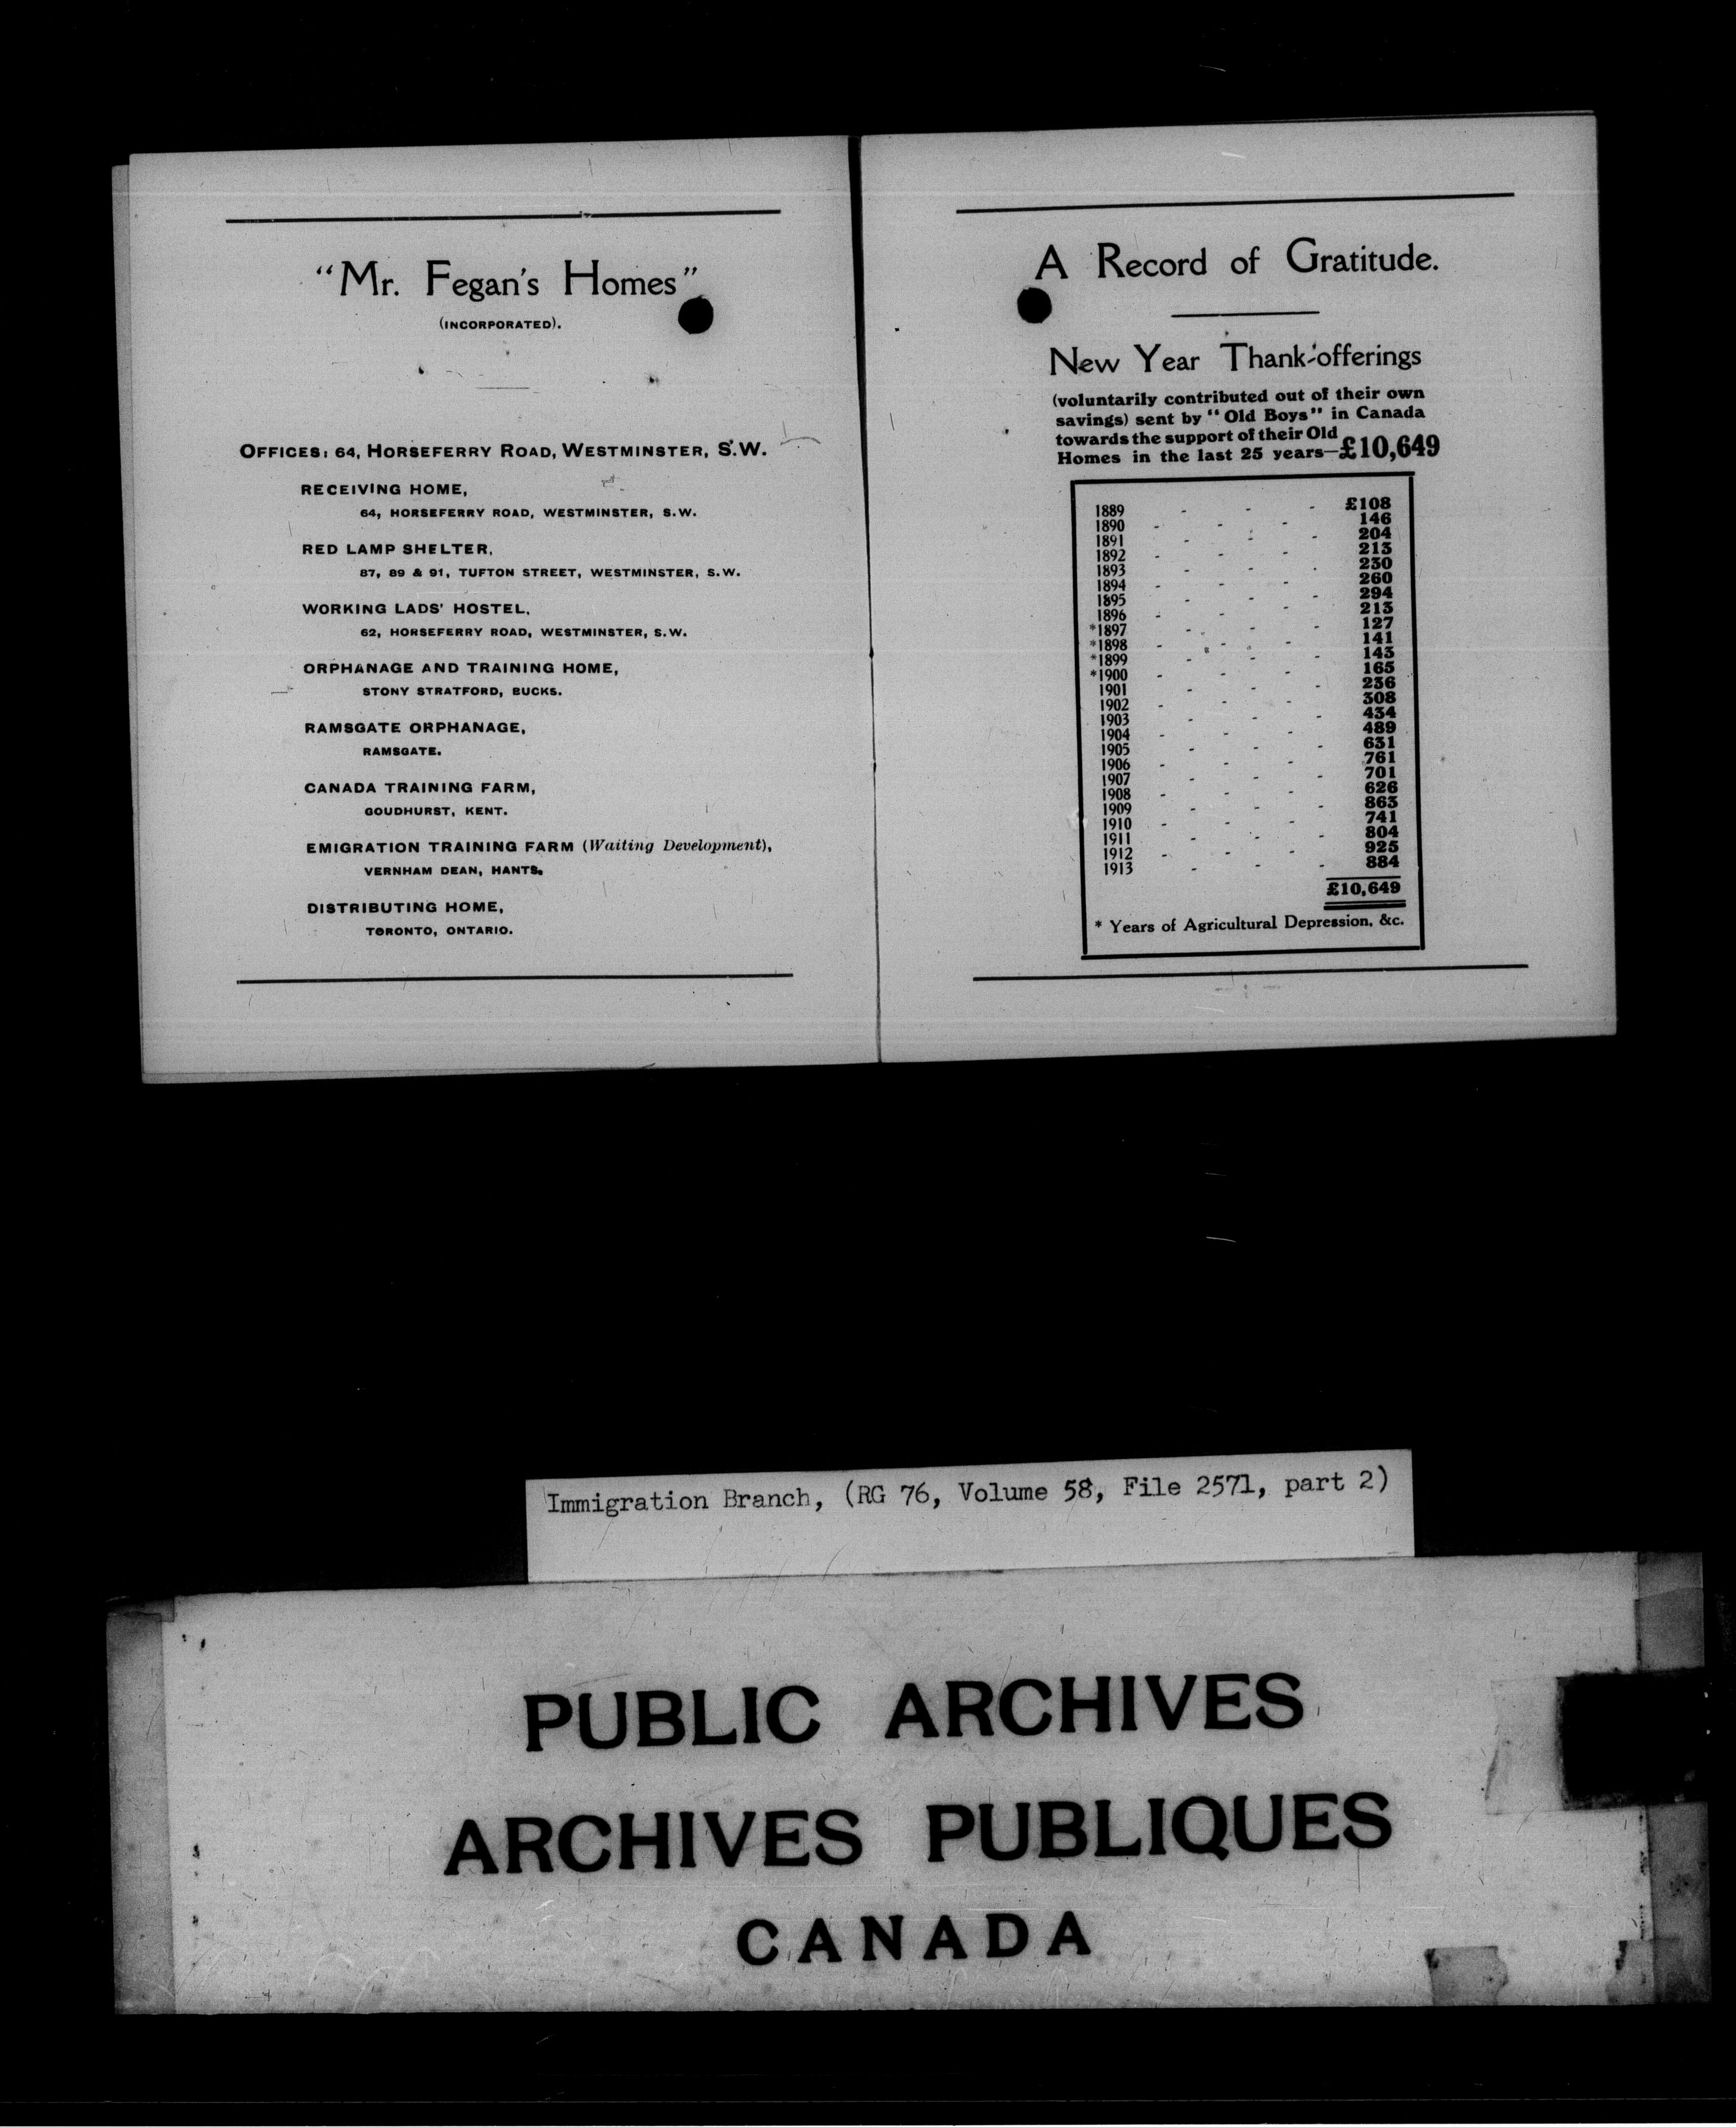 "Mr. Fegan's Homes"
(INCORPORATED).
OFFICES: 64, HORSEFERRY ROAD, WESTMINSTER, S.W.
RECEIVING HOME,
64, HORSEFERRY ROAD, WESTMINSTER, S.W.
RED LAMP SHELTER,
87, 89 & 91, TUFTON STREET, WESTMINSTER, S.W.
WORKING LADS' HOSTEL,
62, HORSEFERRY ROAD, WESTMINSTER, S.W.
ORPHANAGE AND TRAINING HOME,
STONY STRATFORD, BUCKS.
RAMSGATE ORPHANAGE,
RAMSGATE.
CANADA TRAINING FARM,
GOUDHURST, KENT.
EMIGRATION TRAINING FARM (Waiting Development),
VERNHAM DEAN, HANTS.
DISTRIBUTING HOME,
TORONTO, ONTARIO.
A Record of Gratitude.
New Year Thank-offerings
(voluntarily contributed out of their own
savings) sent by "Old Boys" in Canada
towards the support of their Old
Homes in the last 25 years—£10,649
1889 - - - £108
1890 - - - 146
1891 - - - 204
1892 - - - 213
1893 - - - 230
1894 - - - 260
1895 - - - 294
1896 - - - 213
*1897 - - - 127
*1898 - - - 141
*1899 - - - 143
*1900 - - - 165
1901 - - - 236
1902 - - - 308
1903 - - - 434
1904 - - - 489
1905 - - - 631
1906 - - - 761
1907 - - - 701
1908 - - - 626
1909 - - - 863
1910 - - - 741
1911 - - - 804
1912 - - - 925
1913 - - - 884
£10,649
* Years of Agricultural Depression, &c.
Immigration Branch, (RG 76, Volume 58, File 2571, part 2)
PUBLIC ARCHIVES
ARCHIVES PUBLIQUES
CANADA